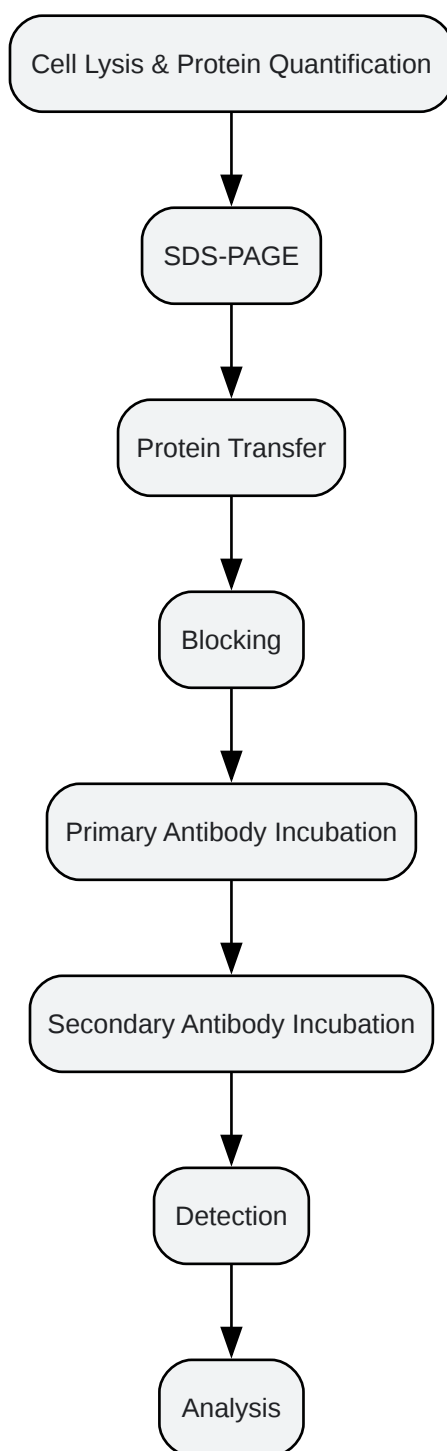 Cell Lysis & Protein Quantification
SDS-PAGE
Protein Transfer
Blocking
Primary Antibody Incubation
Secondary Antibody Incubation
Detection
Analysis